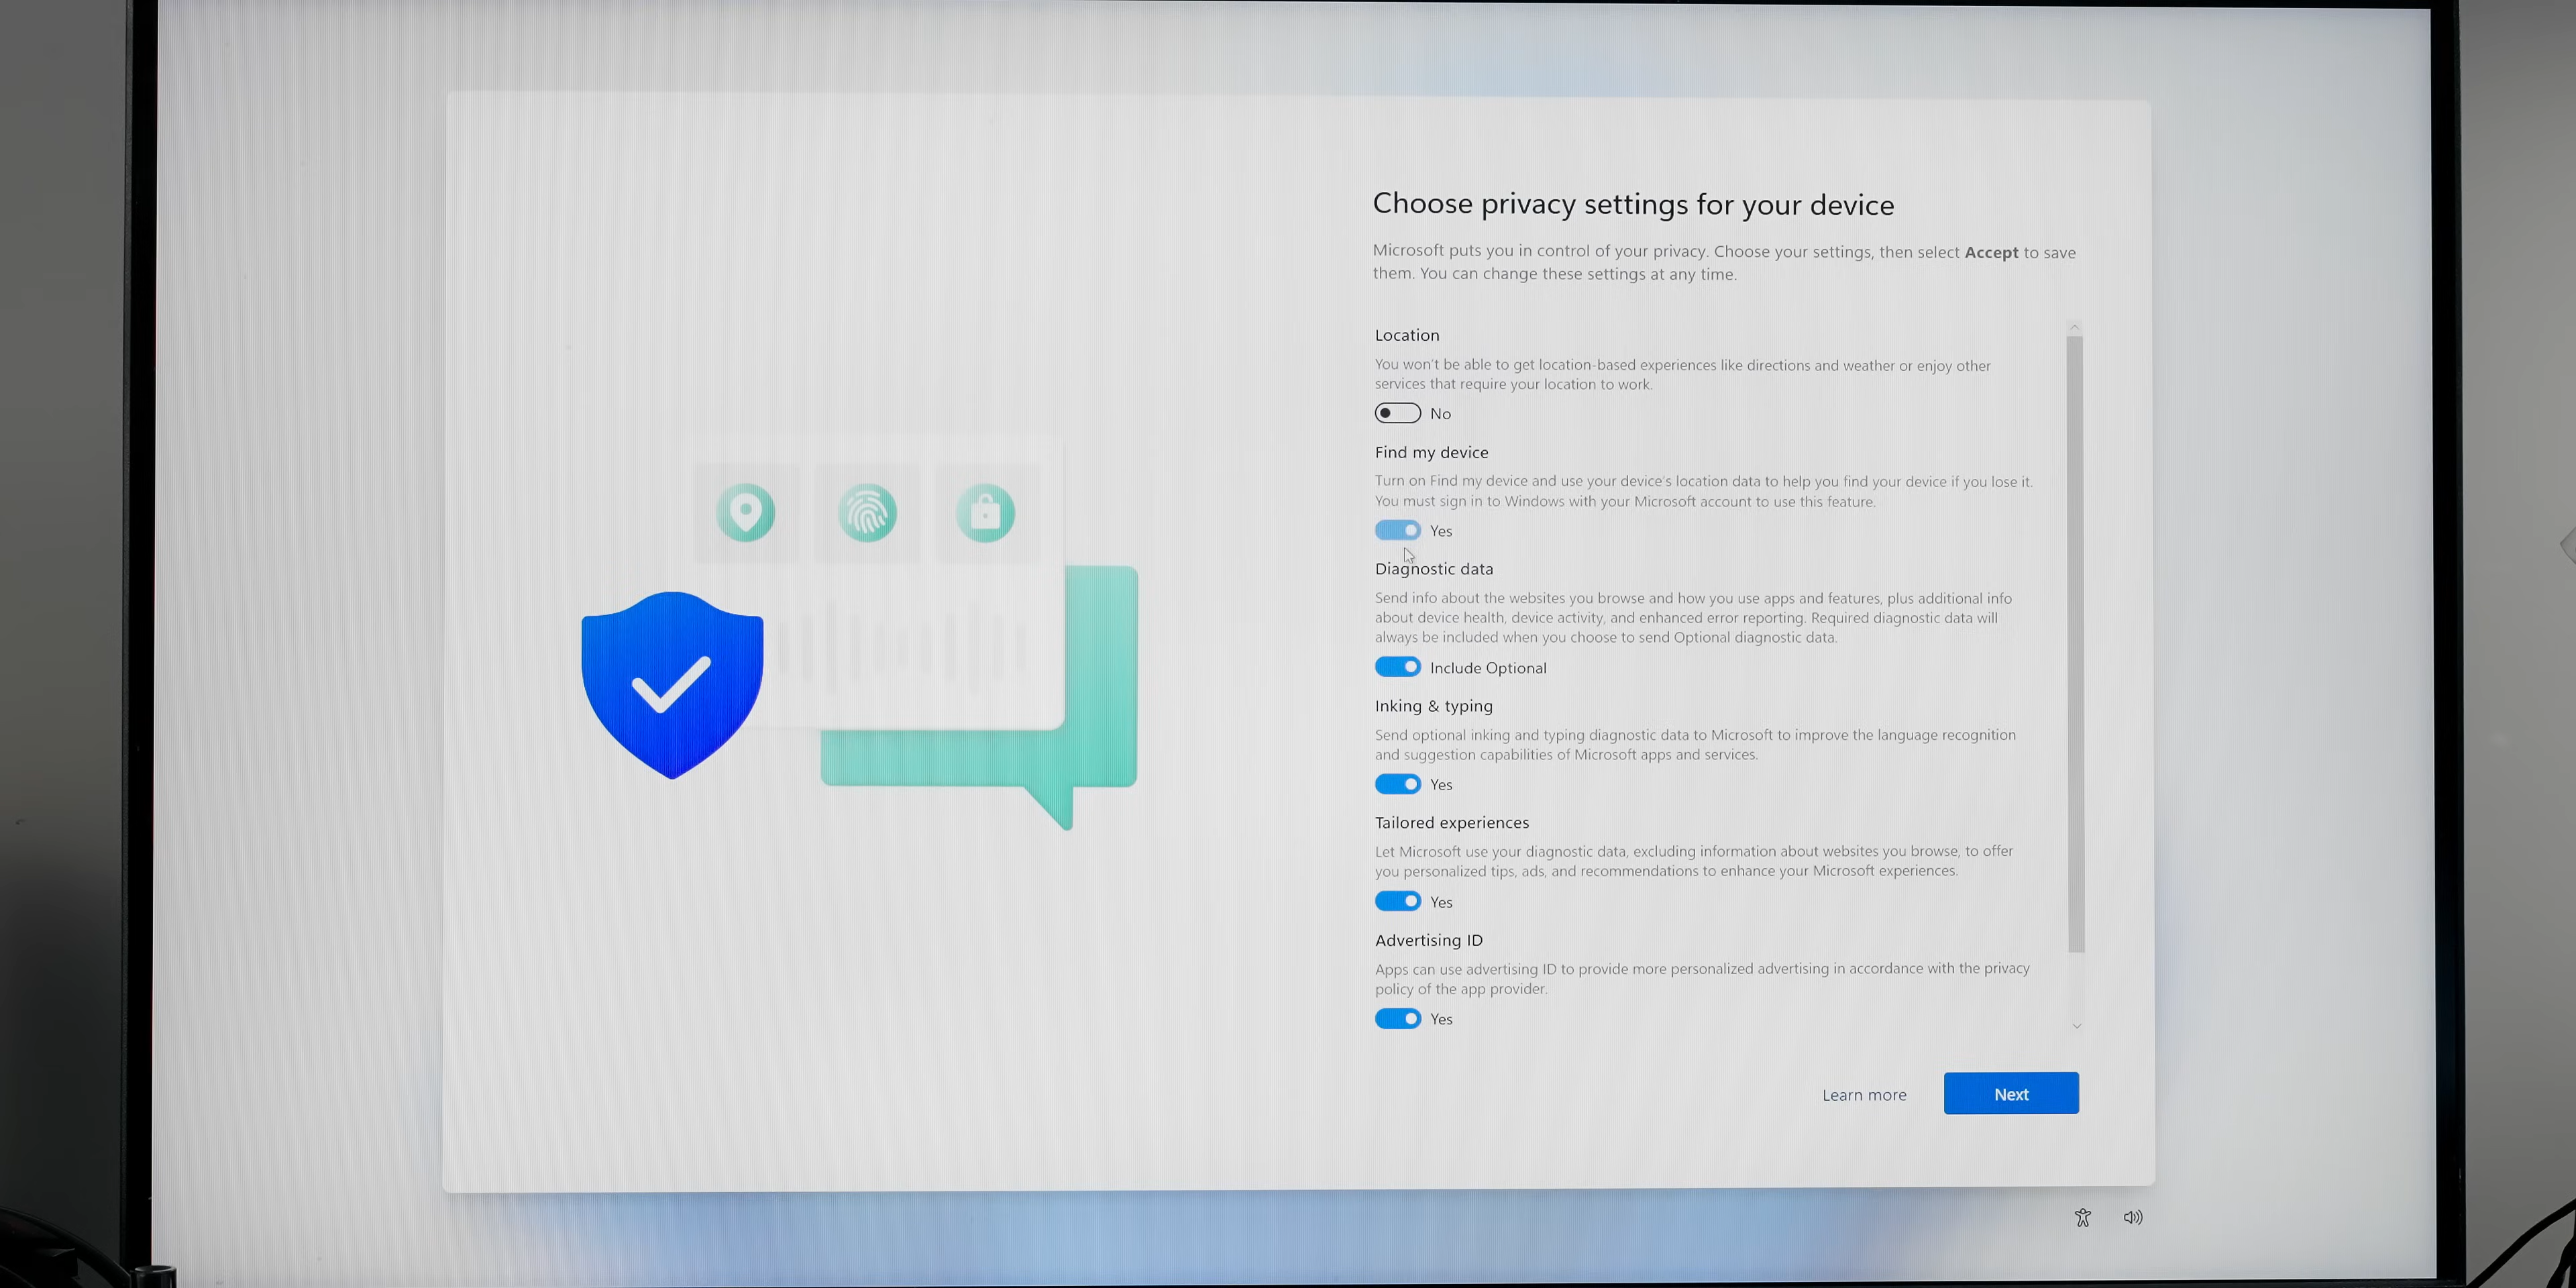 Choose privacy settings for your device
Microsoft puts you in control of your privacy. Choose your settings, then select Accept to save
them. You can change these settings at any time.
Location
You won't be able to get location-based experiences like directions and weather or enjoy other
services that require your location to work.
No
Find my device
Turn on Find my device and use your device's location data to help you find your device if you lose it.
You must sign in to Windows with your Microsoft account to use this feature.
Yes
Diagnostic data
Send info about the websites you browse and how you use apps and features, plus additional info
about device health, device activity, and enhanced error reporting. Required diagnostic data will
always be included when you choose to send Optional diagnostic data.
Include Optional
Inking & typing
Send optional inking and typing diagnostic data to Microsoft to improve the language recognition
and suggestion capabilities of Microsoft apps and services.
Yes
Tailored experiences
Let Microsoft use your diagnostic data, excluding information about websites you browse, to offer
you personalized tips, ads, and recommendations to enhance your Microsoft experiences.
Yes
Advertising ID
Apps can use advertising ID to provide more personalized advertising in accordance with the privacy
policy of the app provider.
Yes
Learn more
Next